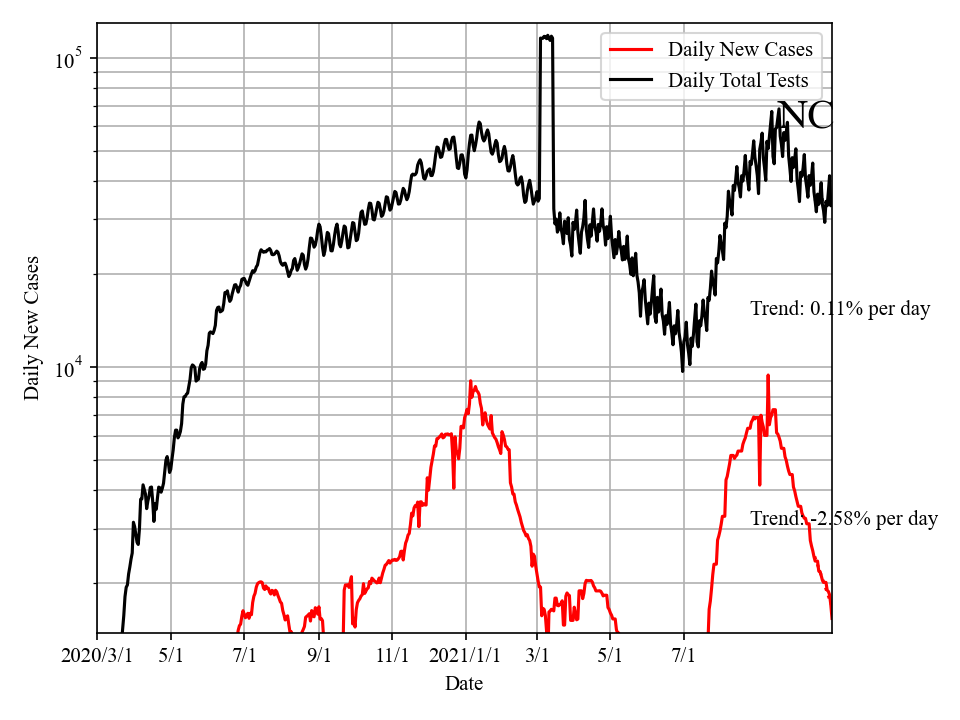 Daily New Cases
Daily Total Tests
NC
10^5
10^4
Daily New Cases
Trend: 0.11% per day
Trend: -2.58% per day
2020/3/1 5/1 7/1 9/1 11/1 2021/1/1 3/1 5/1 7/1
Date